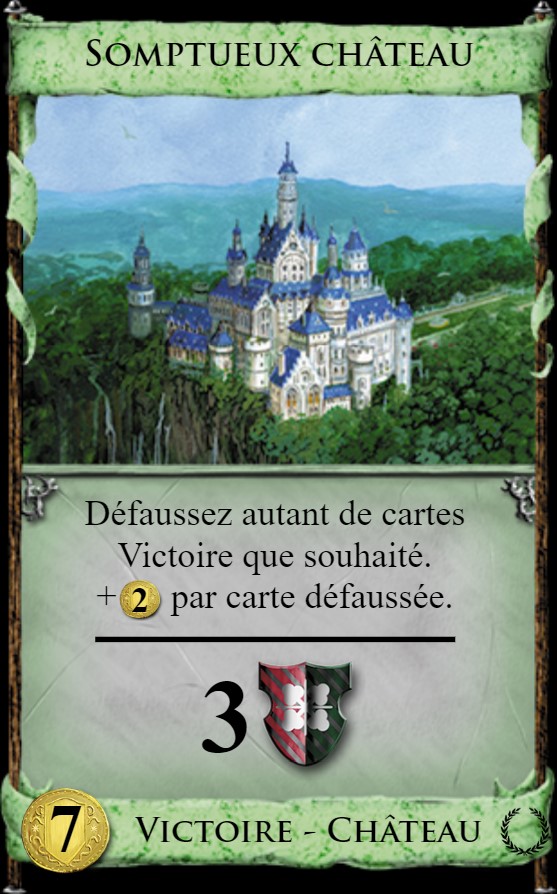 Somptueux château
Défaussez autant de cartes
Victoire que souhaité.
+2 par carte défaussée.
3
7 Victoire - Château